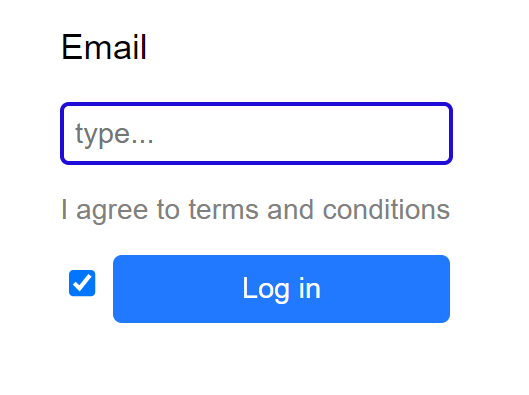 Email
type...
I agree to terms and conditions
Log in